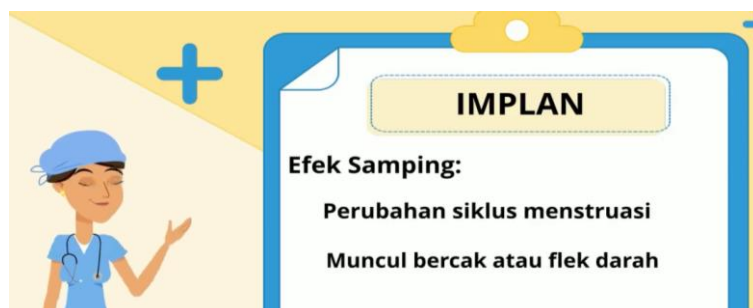 IMPLAN
Efek Samping:
Perubahan siklus menstruasi
Muncul bercak atau flek darah